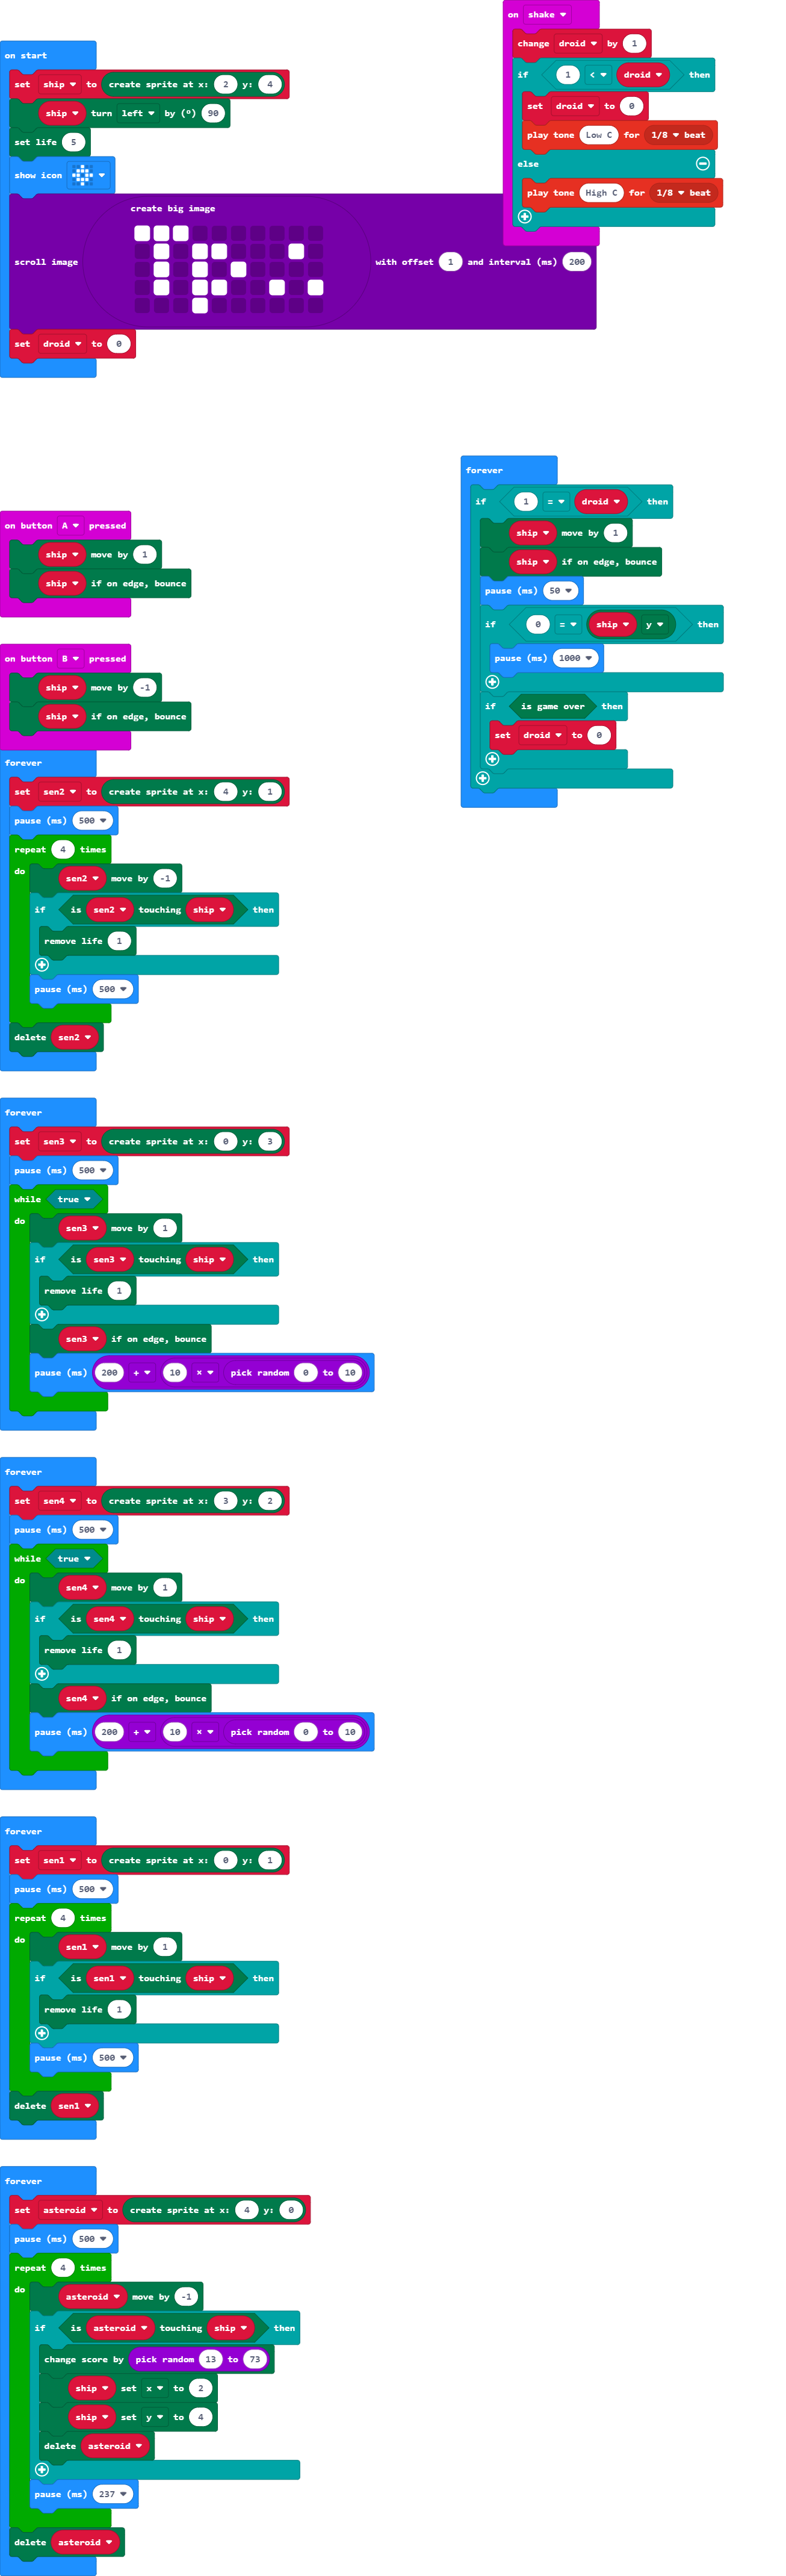 on start
set ship to create sprite at x: 2 y: 4
ship turn left by (°) 90
set life 5
show icon
create big image
scroll image with offset 1 and interval (ms) 200
set droid to 0
on shake
change droid by 1
if 1 < droid then
set droid to 0
play tone Low C for 1/8 beat
else
play tone High C for 1/8 beat
on button A pressed
ship move by 1
ship if on edge, bounce
on button B pressed
ship move by -1
ship if on edge, bounce
forever
if 1 = droid then
ship move by 1
ship if on edge, bounce
pause (ms) 50
if 0 = ship y then
pause (ms) 1000
if is game over then
set droid to 0
forever
set sen2 to create sprite at x: 4 y: 1
pause (ms) 500
repeat 4 times
do sen2 move by -1
if is sen2 touching ship then
remove life 1
pause (ms) 500
delete sen2
forever
set sen3 to create sprite at x: 0 y: 3
pause (ms) 500
while true
do sen3 move by 1
if is sen3 touching ship then
remove life 1
sen3 if on edge, bounce
pause (ms) 200 + 10 × pick random 0 to 10
forever
set sen4 to create sprite at x: 3 y: 2
pause (ms) 500
while true
do sen4 move by 1
if is sen4 touching ship then
remove life 1
sen4 if on edge, bounce
pause (ms) 200 + 10 × pick random 0 to 10
forever
set sen1 to create sprite at x: 0 y: 1
pause (ms) 500
repeat 4 times
do sen1 move by 1
if is sen1 touching ship then
remove life 1
pause (ms) 500
delete sen1
forever
set asteroid to create sprite at x: 4 y: 0
pause (ms) 500
repeat 4 times
do asteroid move by -1
if is asteroid touching ship then
change score by pick random 13 to 73
ship set x to 2
ship set y to 4
delete asteroid
pause (ms) 237
delete asteroid